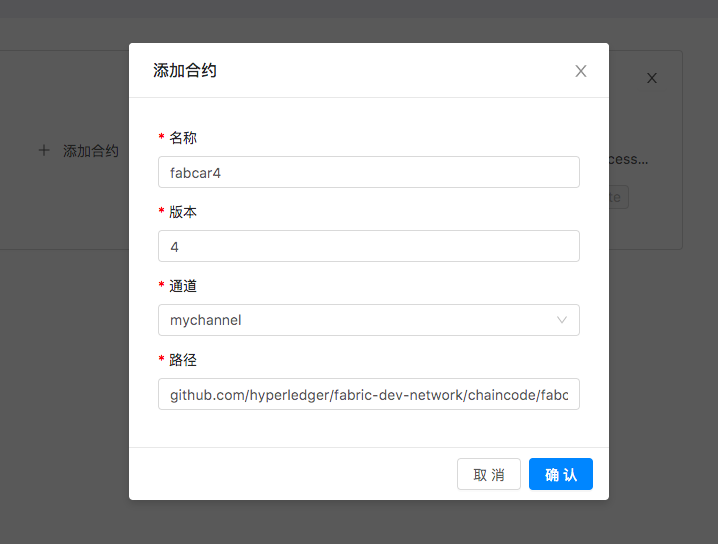 添加合约
* 名称
fabcar4
* 版本
4
* 通道
mychannel
* 路径
github.com/hyperledger/fabric-dev-network/chaincode/fabc
取 消
确 认
+ 添加合约
cess...
te